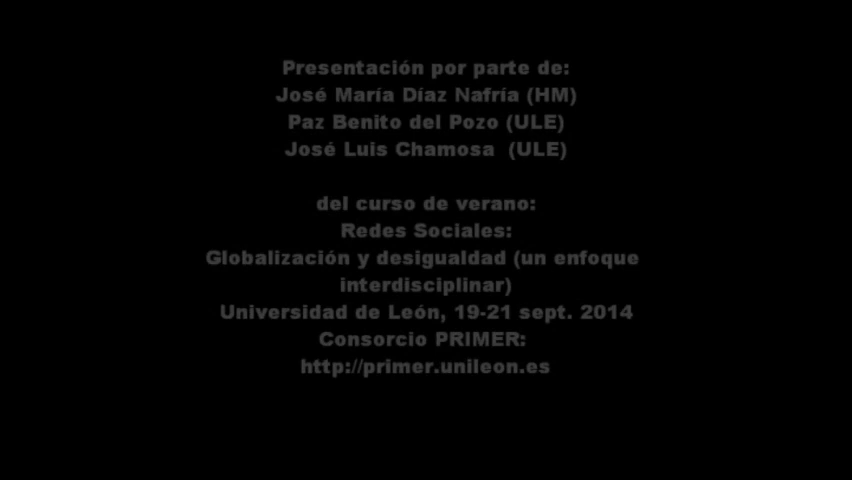 Presentación por parte de:
José María Díaz Nafría (HM)
Paz Benito del Pozo (ULE)
José Luis Chamosa (ULE)
del curso de verano:
Redes Sociales:
Globalización y desigualdad (un enfoque
interdisciplinar)
Universidad de León, 19-21 sept. 2014
Consorcio PRIMER:
http://primer.unileon.es